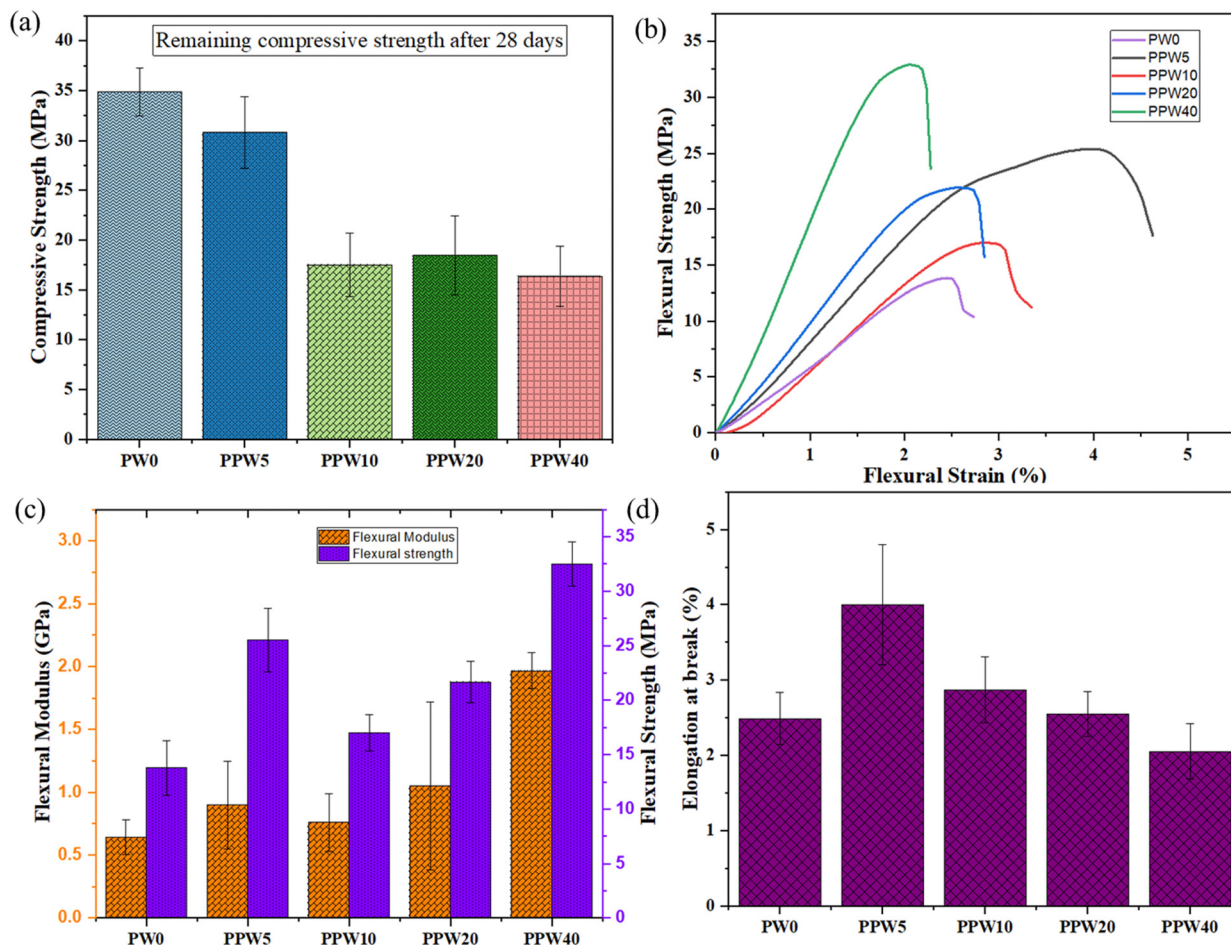 (a)
Remaining compressive strength after 28 days
Compressive Strength (MPa)
40
35
30
25
20
15
10
5
0
PW0 PPW5 PPW10 PPW20 PPW40
(b)
PW0
PPW5
PPW10
PPW20
PPW40
Flexural Strength (MPa)
35
30
25
20
15
10
5
0
0 1 2 3 4 5
Flexural Strain (%)
(c)
Flexural Modulus
Flexural strength
Flexural Modulus (GPa)
3.0
2.5
2.0
1.5
1.0
0.5
0.0
Flexural Strength (MPa)
35
30
25
20
15
10
5
0
PW0 PPW5 PPW10 PPW20 PPW40
(d)
Elongation at break (%)
5
4
3
2
1
0
PW0 PPW5 PPW10 PPW20 PPW40